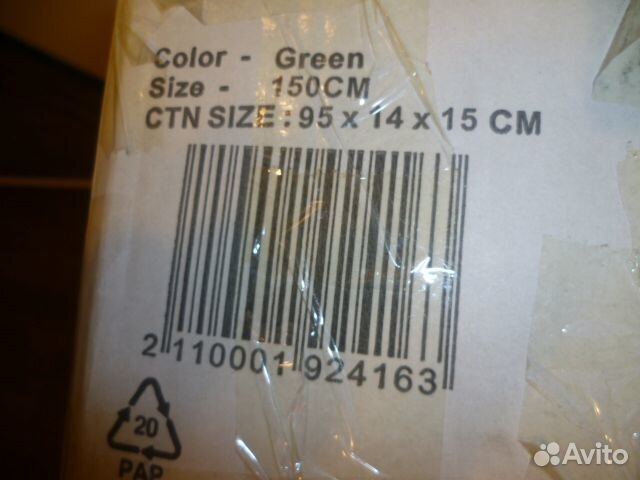 Color - Green
Size - 150CM
CTN SIZE : 95 x 14 x 15 CM
2 110001 924163
20
PAP
Avito